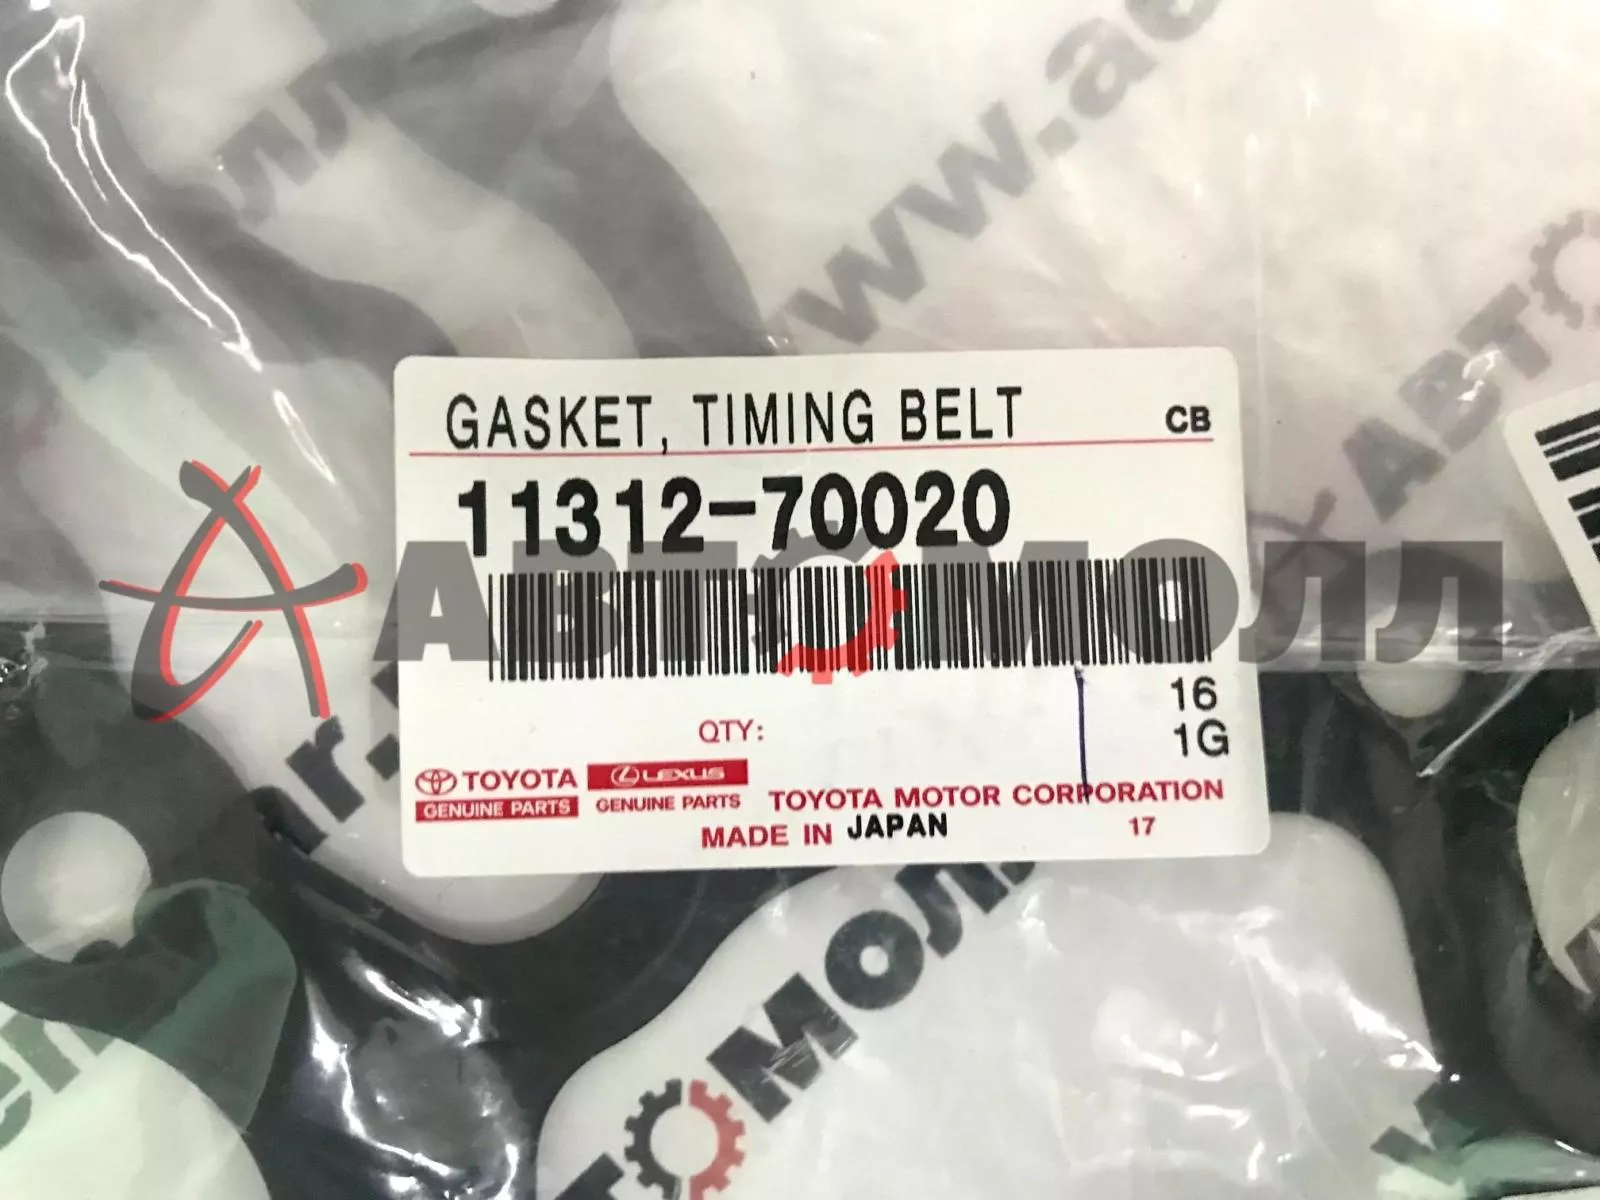 GASKET, TIMING BELT CB
11312-70020
АВТОМОЛЛ
16
QTY: 1G
TOYOTA LEXUS
GENUINE PARTS GENUINE PARTS TOYOTA MOTOR CORPORATION
MADE IN JAPAN 17
www.a
АВТ
МОЛЛ